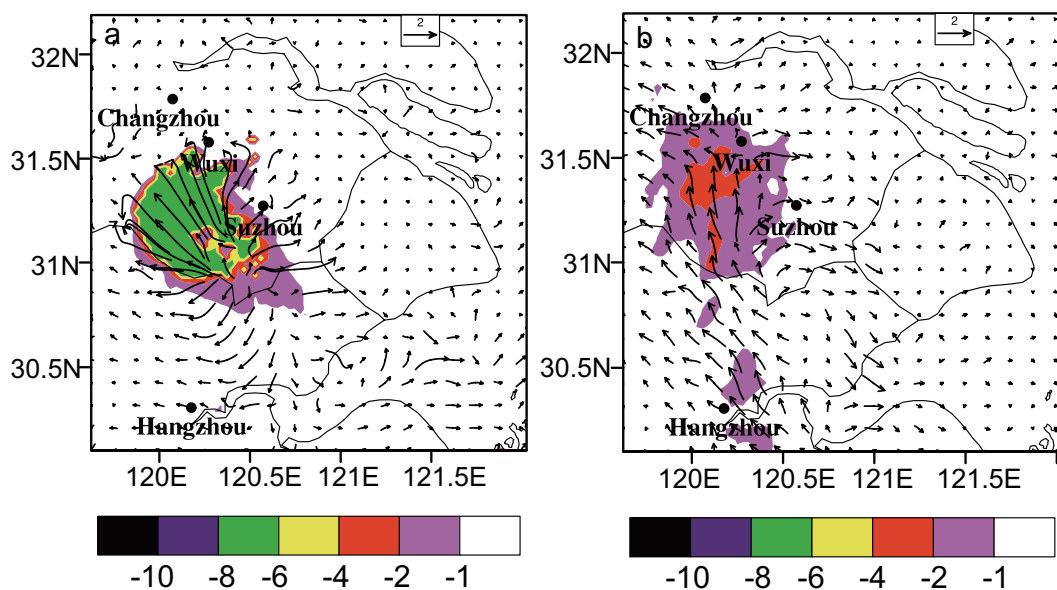 a
2
32N
Changzhou
31.5N
Wuxi
Suzhou
31N
30.5N
Hangzhou
120E 120.5E 121E 121.5E
-10 -8 -6 -4 -2 -1
b
2
32N
Changzhou
31.5N
Wuxi
Suzhou
31N
30.5N
Hangzhou
120E 120.5E 121E 121.5E
-10 -8 -6 -4 -2 -1